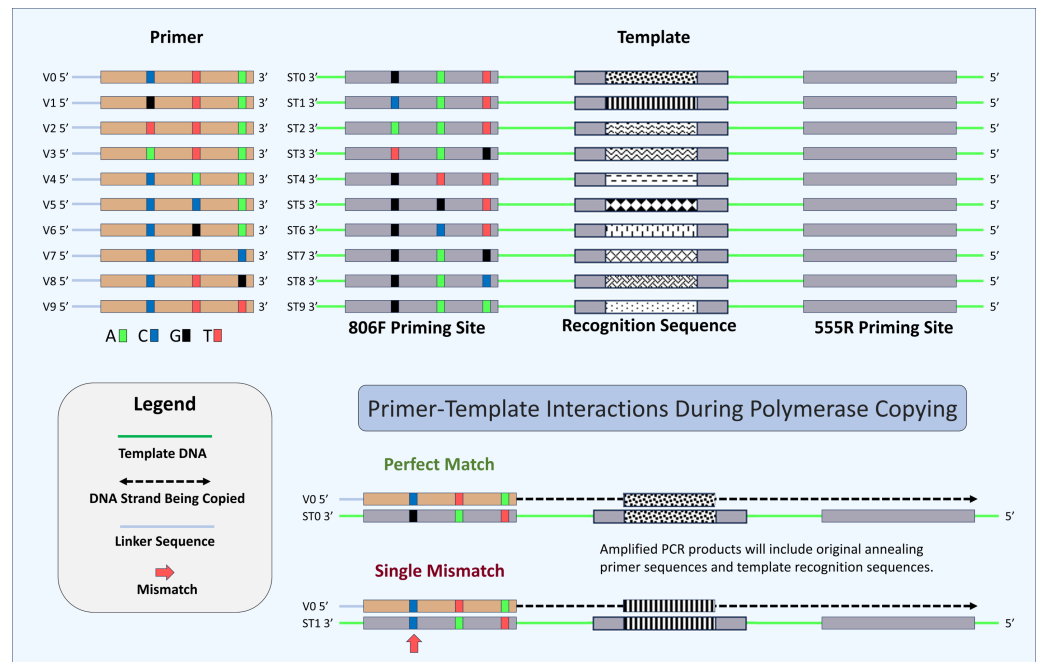 Primer
Template
V0 5’ 3’ ST0 3’ 5’
V1 5’ 3’ ST1 3’ 5’
V2 5’ 3’ ST2 3’ 5’
V3 5’ 3’ ST3 3’ 5’
V4 5’ 3’ ST4 3’ 5’
V5 5’ 3’ ST5 3’ 5’
V6 5’ 3’ ST6 3’ 5’
V7 5’ 3’ ST7 3’ 5’
V8 5’ 3’ ST8 3’ 5’
V9 5’ 3’ ST9 3’ 5’
A C G T
806F Priming Site
Recognition Sequence
555R Priming Site
Legend
Template DNA
DNA Strand Being Copied
Linker Sequence
Mismatch
Primer-Template Interactions During Polymerase Copying
Perfect Match
V0 5’
ST0 3’ 5’
Amplified PCR products will include original annealing
primer sequences and template recognition sequences.
Single Mismatch
V0 5’
ST1 3’ 5’